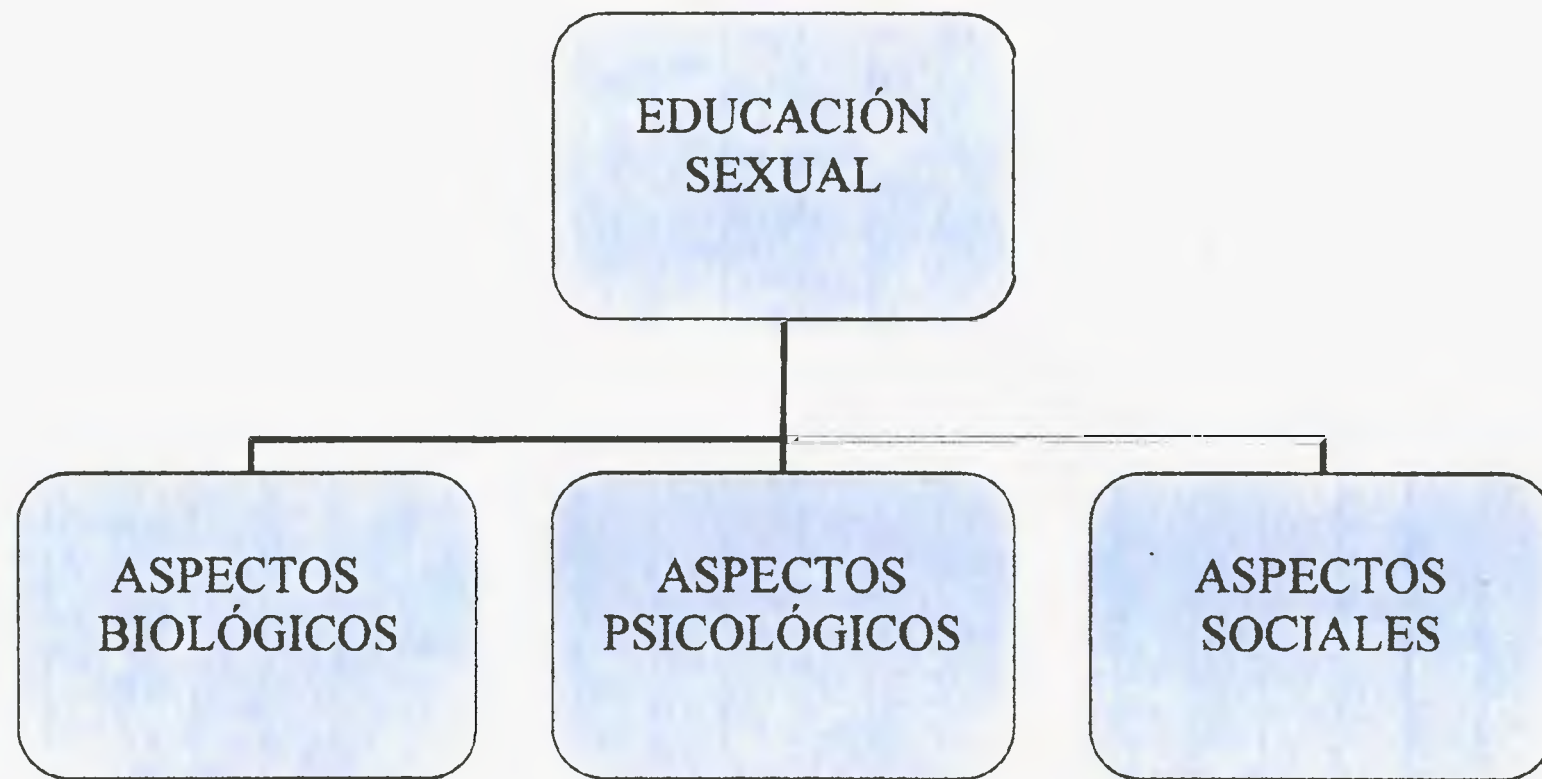 EDUCACIÓN
SEXUAL
ASPECTOS
BIOLÓGICOS
ASPECTOS
PSICOLÓGICOS
ASPECTOS
SOCIALES